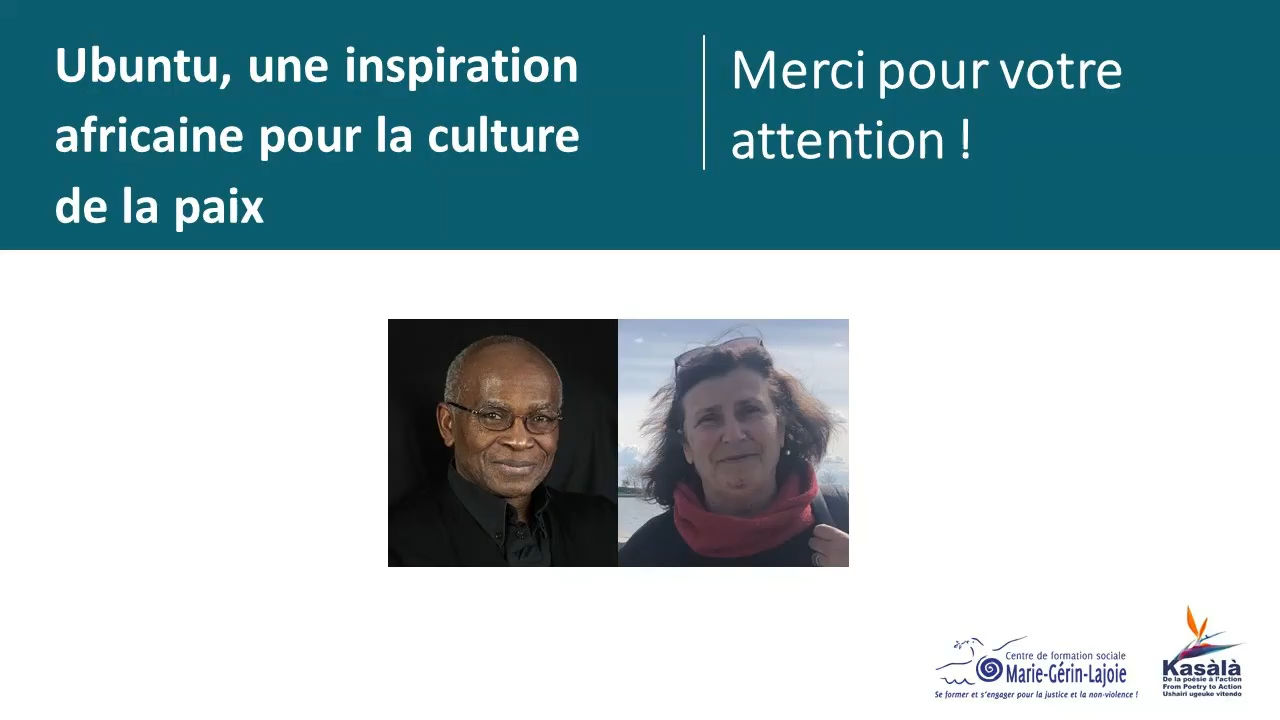 Ubuntu, une inspiration
africaine pour la culture
de la paix
Merci pour votre
attention !
Centre de formation sociale
Marie-Gérin-Lajoie
Se former et s'engager pour la justice et la non-violence !
Kasàlà
De la poésie à l'action
From Poetry to Action
Ushairi ugeuke vitendo